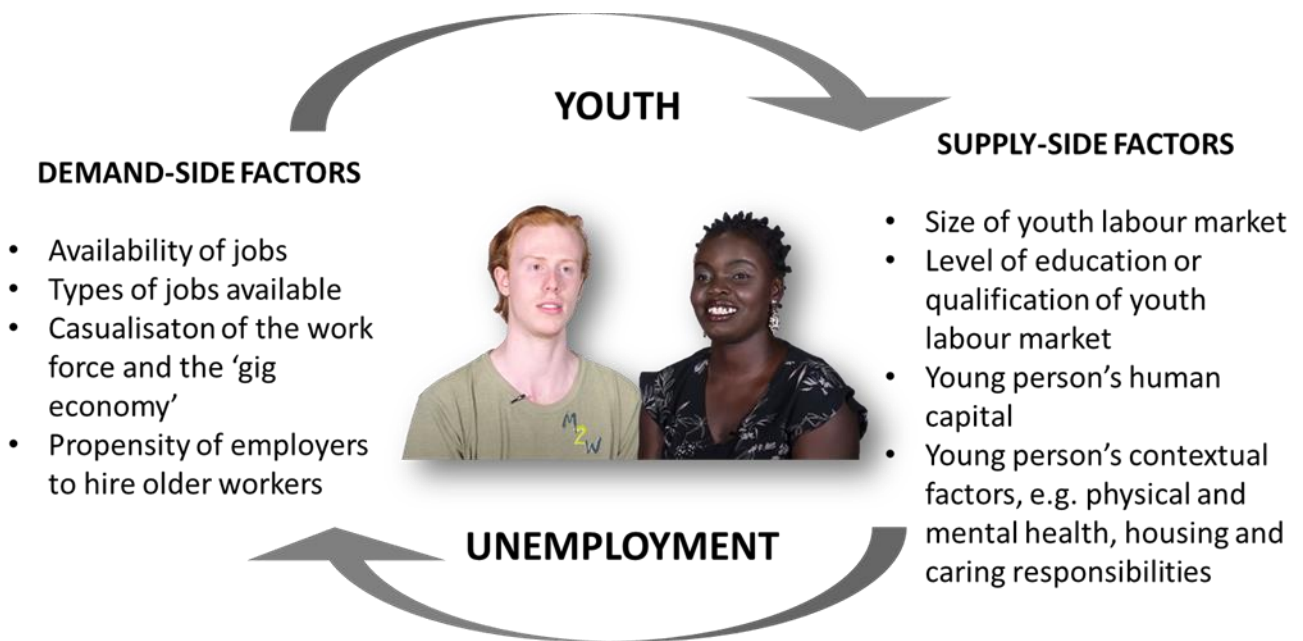 YOUTH
DEMAND-SIDE FACTORS
• Availability of jobs
• Types of jobs available
• Casualisaton of the work
force and the ‘gig
economy’
• Propensity of employers
to hire older workers
M2W
SUPPLY-SIDE FACTORS
• Size of youth labour market
• Level of education or
qualification of youth
labour market
• Young person’s human
capital
• Young person’s contextual
factors, e.g. physical and
mental health, housing and
caring responsibilities
UNEMPLOYMENT